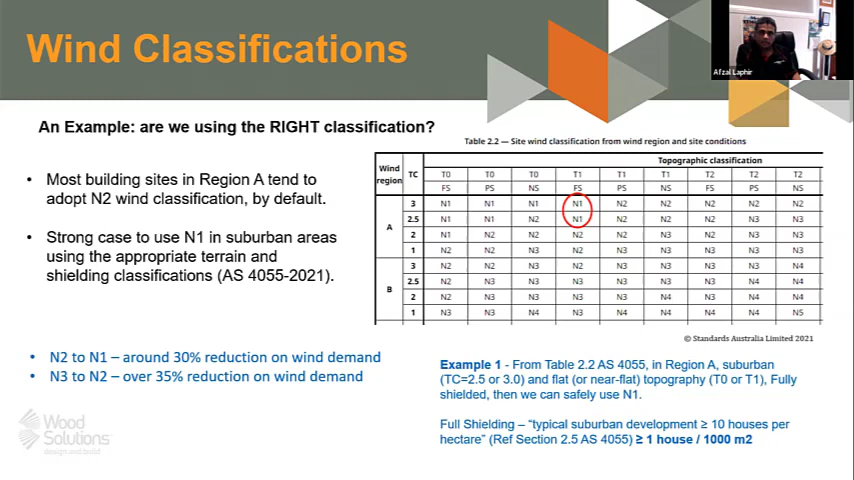 Wind Classifications
Afzal Laphir
An Example: are we using the RIGHT classification?
• Most building sites in Region A tend to
adopt N2 wind classification, by default.
• Strong case to use N1 in suburban areas
using the appropriate terrain and
shielding classifications (AS 4055-2021).
Table 2.2 — Site wind classification from wind region and site conditions
Wind region TC Topographic classification
T0 T0 T0 T1 T1 T1 T2 T2 T2
FS PS NS FS PS NS FS PS NS
A
3 N1 N1 N1 N1 N2 N2 N2 N2 N2
2.5 N1 N1 N2 N1 N2 N2 N2 N3 N3
2 N1 N2 N2 N2 N2 N3 N2 N3 N3
1 N2 N2 N3 N2 N3 N3 N3 N3 N3
B
3 N2 N2 N3 N2 N3 N3 N3 N3 N4
2.5 N2 N3 N3 N2 N3 N3 N3 N4 N4
2 N2 N3 N3 N3 N3 N4 N3 N4 N4
1 N3 N3 N4 N3 N4 N4 N4 N4 N5
© Standards Australia Limited 2021
• N2 to N1 – around 30% reduction on wind demand
• N3 to N2 – over 35% reduction on wind demand
Example 1 - From Table 2.2 AS 4055, in Region A, suburban
(TC=2.5 or 3.0) and flat (or near-flat) topography (T0 or T1), Fully
shielded, then we can safely use N1.
Full Shielding – “typical suburban development ≥ 10 houses per
hectare” (Ref Section 2.5 AS 4055) ≥ 1 house / 1000 m2
Wood
Solutions
design and build